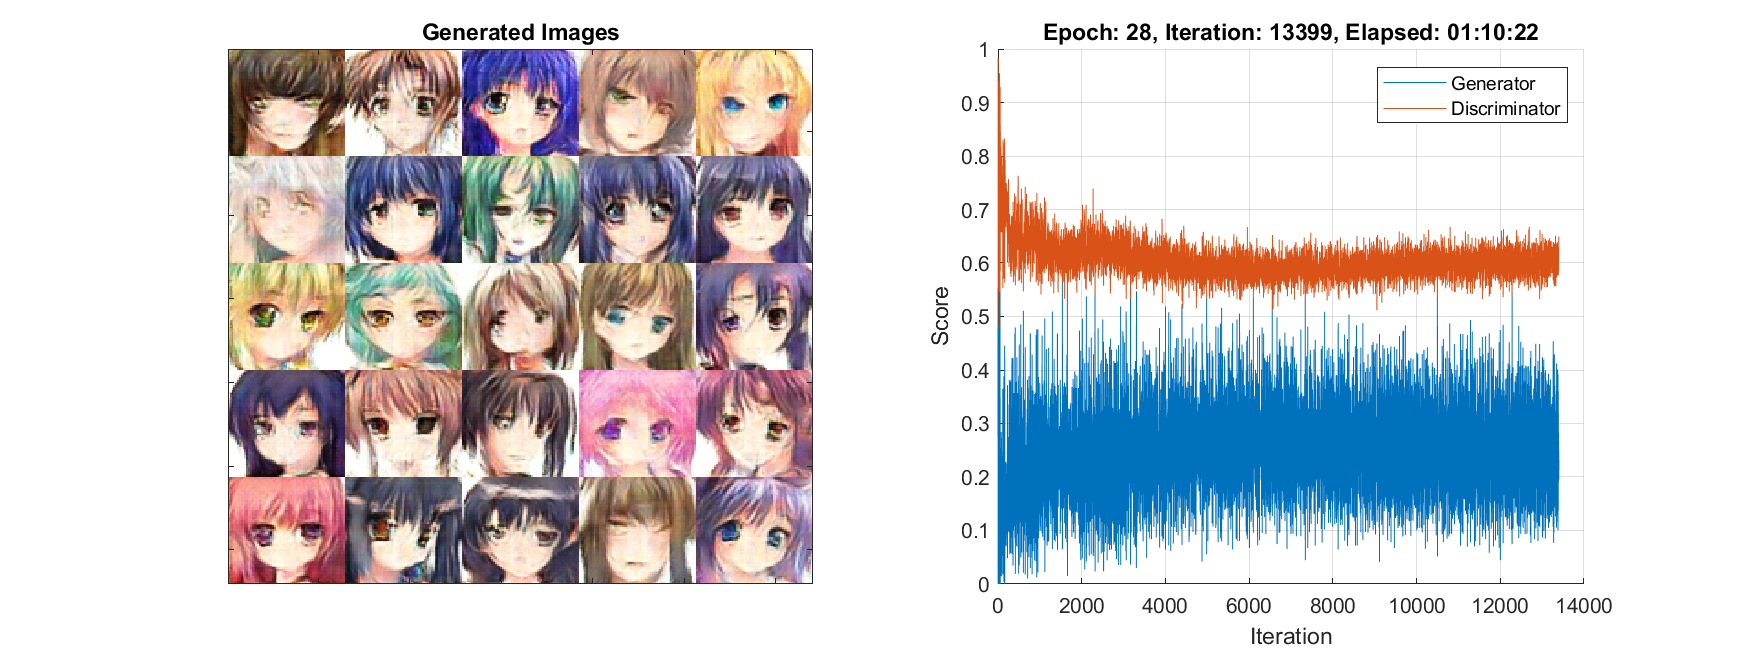 Generated Images
Epoch: 28, Iteration: 13399, Elapsed: 01:10:22
Generator
Discriminator
1
0.9
0.8
0.7
0.6
0.5
0.4
0.3
0.2
0.1
0
Score
0 2000 4000 6000 8000 10000 12000 14000
Iteration